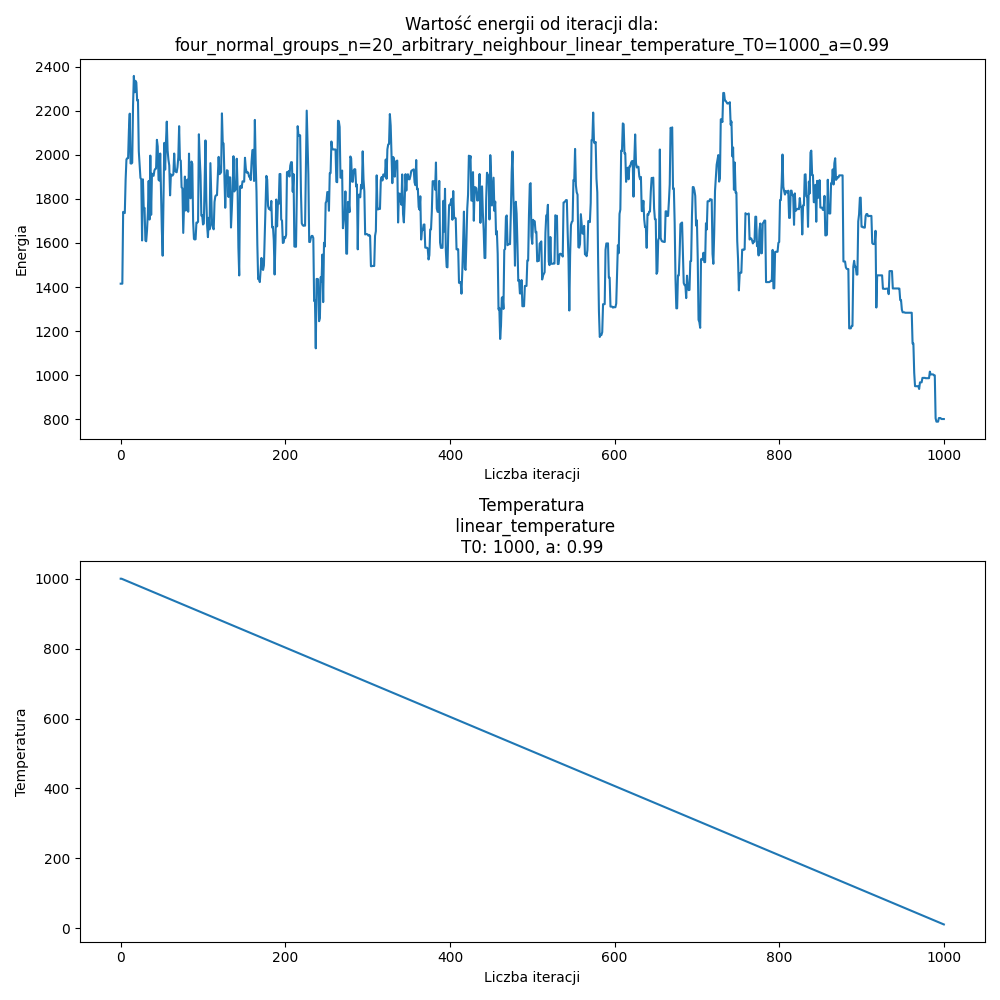 Wartość energii od iteracji dla:
four_normal_groups_n=20_arbitrary_neighbour_linear_temperature_T0=1000_a=0.99
2400
2200
2000
1800
1600
1400
1200
1000
800
Energia
0 200 400 600 800 1000
Liczba iteracji
Temperatura
linear_temperature
T0: 1000, a: 0.99
1000
800
600
400
200
0
Temperatura
0 200 400 600 800 1000
Liczba iteracji